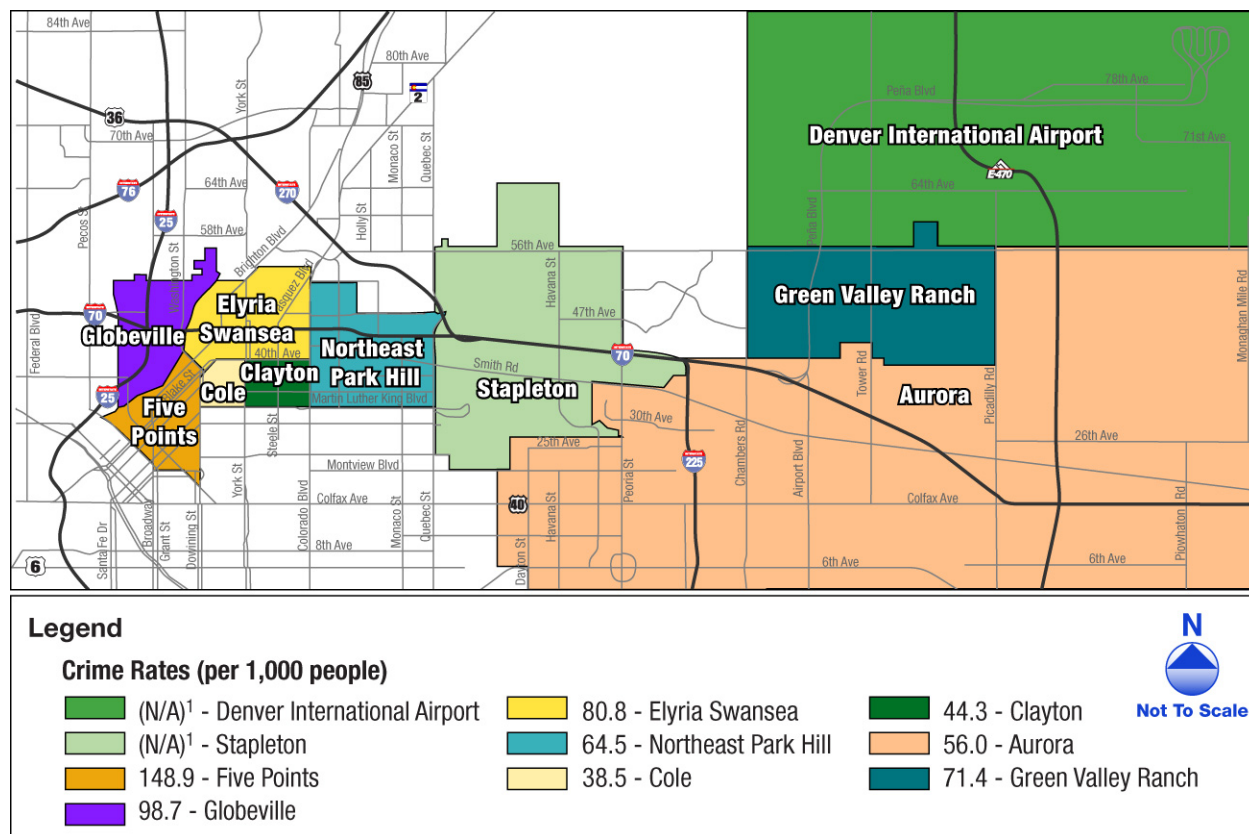 84th Ave
80th Ave
85
2
York St
36
70th Ave
78th Ave
Peña Blvd
71st Ave
Denver International Airport
E-470
Monaco St
Quebec St
76
64th Ave
270
64th Ave
Pecos St
25
58th Ave
Holly St
Peña Blvd
Washington St
Brighton Blvd
56th Ave
Havana St
Elyria
Swansea
Green Valley Ranch
Monaghan Mile Rd
Federal Blvd
70
Globeville
47th Ave
Northeast
Park Hill
40th Ave
Clayton
Cole
Smith Rd
70
Stapleton
Tower Rd
Picadilly Rd
Aurora
25
Blake St
Five
Points
Martin Luther King Blvd
Steele St
30th Ave
25th Ave
26th Ave
Montview Blvd
225
Chambers Rd
Airport Blvd
York St
Colorado Blvd
Colfax Ave
Monaco St
Quebec St
40
Havana St
Peoria St
Colfax Ave
Powhaton Rd
Santa Fe Dr
Broadway
Grant St
Downing St
8th Ave
Dayton St
6th Ave
6th Ave
6
Legend
Crime Rates (per 1,000 people)
(N/A)¹ - Denver International Airport
(N/A)¹ - Stapleton
148.9 - Five Points
98.7 - Globeville
80.8 - Elyria Swansea
64.5 - Northeast Park Hill
38.5 - Cole
44.3 - Clayton
56.0 - Aurora
71.4 - Green Valley Ranch
N
Not To Scale